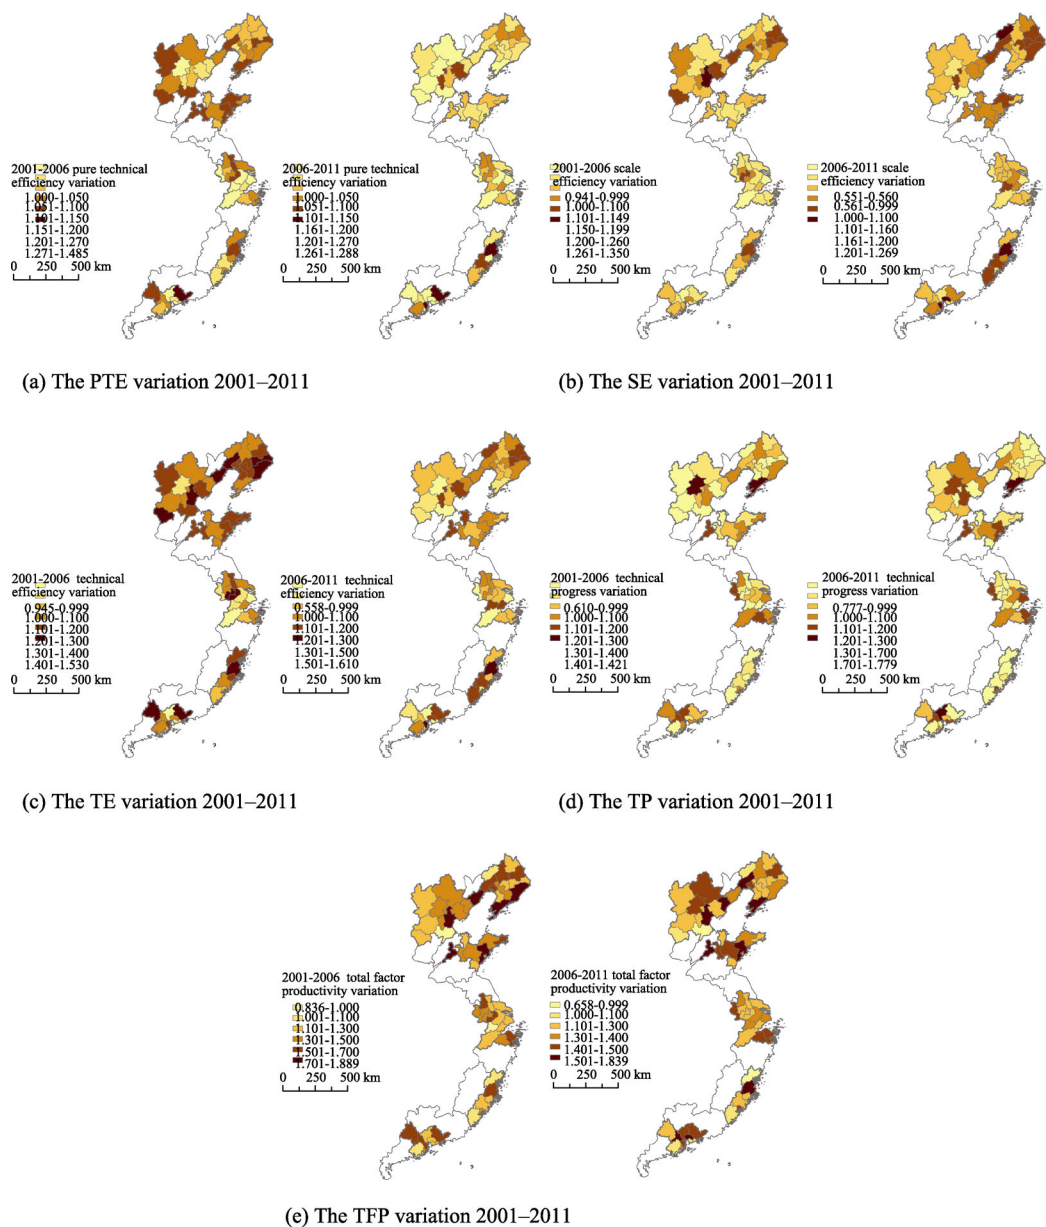 2001-2006 pure technical
efficiency variation
1.000-1.050
1.051-1.100
1.101-1.150
1.151-1.200
1.201-1.270
1.271-1.485
0 250 500 km
2006-2011 pure technical
efficiency variation
1.000-1.050
1.051-1.100
1.101-1.150
1.161-1.200
1.201-1.270
1.261-1.288
0 250 500 km
(a) The PTE variation 2001–2011
2001-2006 scale
efficiency variation
0.941-0.999
1.000-1.100
1.101-1.149
1.150-1.199
1.200-1.260
1.261-1.350
0 250 500 km
2006-2011 scale
efficiency variation
0.551-0.560
0.561-0.999
1.000-1.100
1.101-1.160
1.161-1.200
1.201-1.269
0 250 500 km
(b) The SE variation 2001–2011
2001-2006 technical
efficiency variation
0.945-0.999
1.000-1.100
1.101-1.200
1.201-1.300
1.301-1.400
1.401-1.530
0 250 500 km
2006-2011 technical
efficiency variation
0.558-0.999
1.000-1.100
1.101-1.200
1.201-1.300
1.301-1.500
1.501-1.610
0 250 500 km
(c) The TE variation 2001–2011
2001-2006 technical
progress variation
0.610-0.999
1.000-1.100
1.101-1.200
1.201-1.300
1.301-1.400
1.401-1.421
0 250 500 km
2006-2011 technical
progress variation
0.777-0.999
1.000-1.100
1.101-1.200
1.201-1.300
1.301-1.700
1.701-1.779
0 250 500 km
(d) The TP variation 2001–2011
2001-2006 total factor
productivity variation
0.836-1.000
1.001-1.100
1.101-1.300
1.301-1.500
1.501-1.700
1.701-1.889
0 250 500 km
2006-2011 total factor
productivity variation
0.658-0.999
1.000-1.100
1.101-1.300
1.301-1.400
1.401-1.500
1.501-1.839
0 250 500 km
(e) The TFP variation 2001–2011